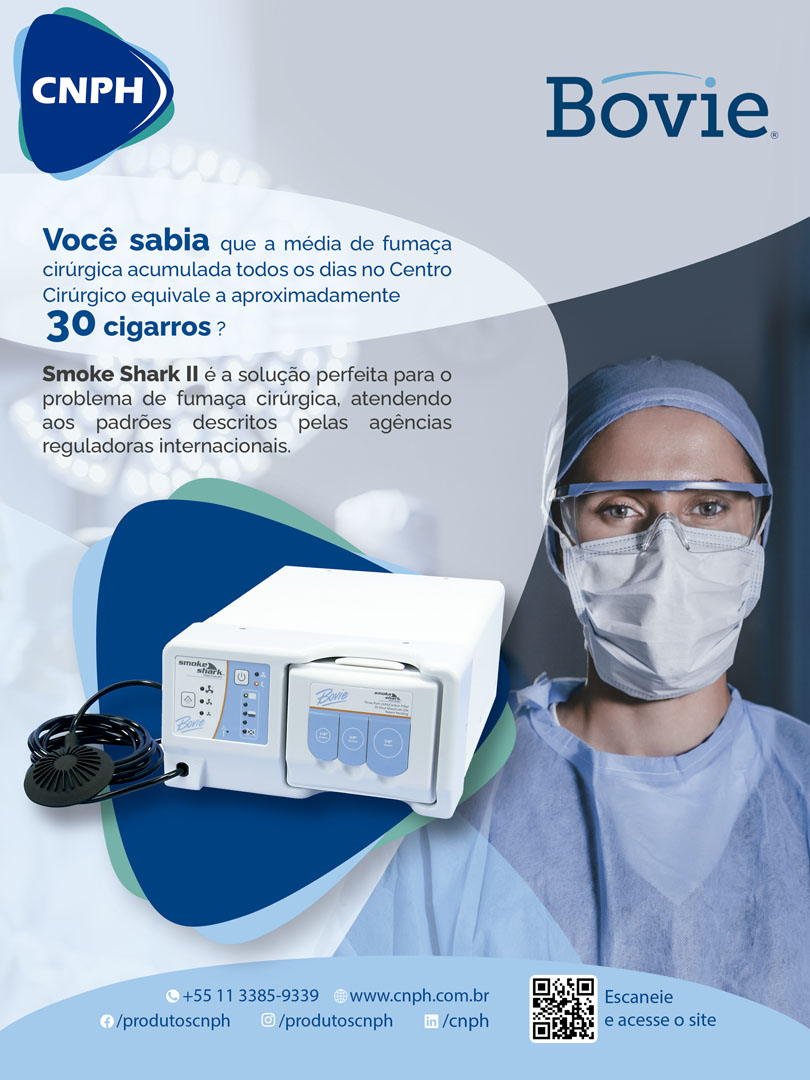 CNPH
Bovie®
Você sabia que a média de fumaça
cirúrgica acumulada todos os dias no Centro
Cirúrgico equivale a aproximadamente
30 cigarros ?
Smoke Shark II é a solução perfeita para o
problema de fumaça cirúrgica, atendendo
aos padrões descritos pelas agências
reguladoras internacionais.
smoke shark
Bovie
Bovie
smoke shark
+55 11 3385-9339 www.cnph.com.br
/produtoscnph /produtoscnph /cnph
Escaneie
e acesse o site